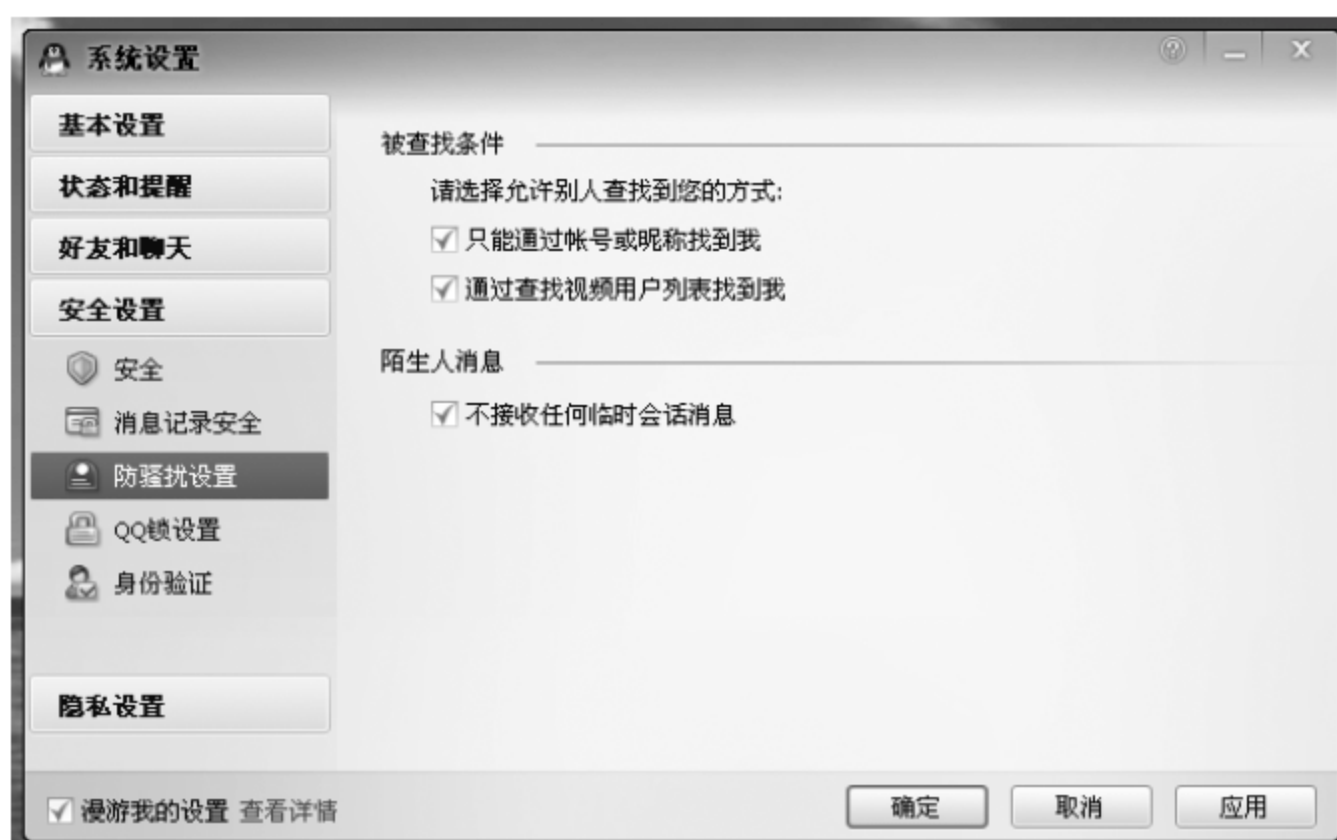 系统设置
基本设置
状态和提醒
好友和聊天
安全设置
安全
消息记录安全
防骚扰设置
QQ锁设置
身份验证
隐私设置
被查找条件
请选择允许别人查找到您的方式:
只能通过帐号或昵称找到我
通过查找视频用户列表找到我
陌生人消息
不接收任何临时会话消息
漫游我的设置 查看详情
确定 取消 应用